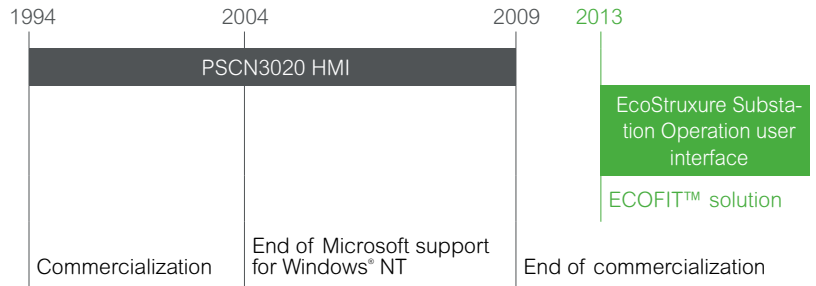 1994 2004 2009 2013
PSCN3020 HMI
EcoStruxure Substa-
tion Operation user
interface
ECOFIT™ solution
Commercialization
End of Microsoft support
for Windows® NT
End of commercialization